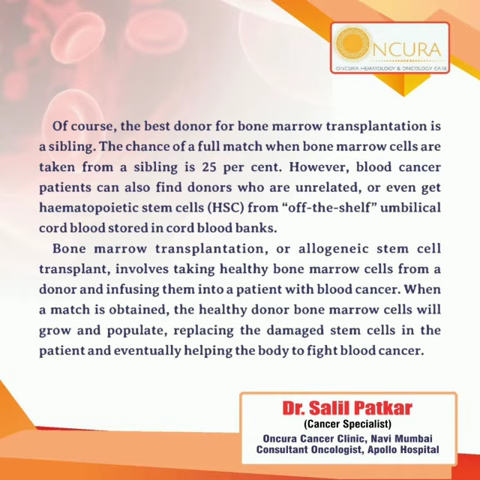 ONCURA
ONCURA HEMATOLOGY & ONCOLOGY CARE
Of course, the best donor for bone marrow transplantation is
a sibling. The chance of a full match when bone marrow cells are
taken from a sibling is 25 per cent. However, blood cancer
patients can also find donors who are unrelated, or even get
haematopoietic stem cells (HSC) from “off-the-shelf” umbilical
cord blood stored in cord blood banks.
Bone marrow transplantation, or allogeneic stem cell
transplant, involves taking healthy bone marrow cells from a
donor and infusing them into a patient with blood cancer. When
a match is obtained, the healthy donor bone marrow cells will
grow and populate, replacing the damaged stem cells in the
patient and eventually helping the body to fight blood cancer.
Dr. Salil Patkar
(Cancer Specialist)
Oncura Cancer Clinic, Navi Mumbai
Consultant Oncologist, Apollo Hospital